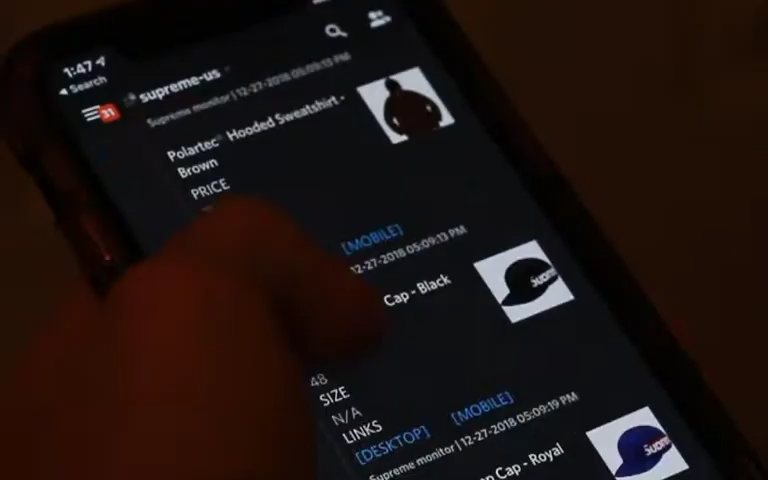 1:47
Search
31
supreme-us
Supreme monitor | 12-27-2018 05:09:13 PM
Polartec® Hooded Sweatshirt -
Brown
PRICE
[MOBILE]
12-27-2018 05:09:13 PM
Cap - Black
48
SIZE
N/A
LINKS
[DESKTOP] [MOBILE]
Supreme monitor | 12-27-2018 05:09:19 PM
Cap - Royal